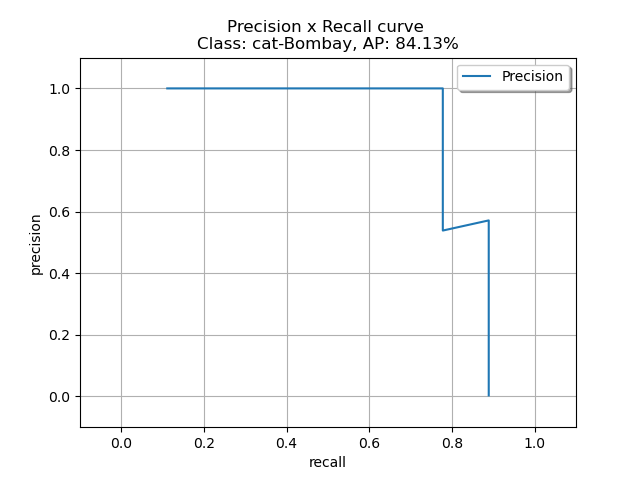 Precision x Recall curve
Class: cat-Bombay, AP: 84.13%
Precision
1.0
0.8
0.6
0.4
0.2
0.0
precision
0.0 0.2 0.4 0.6 0.8 1.0
recall